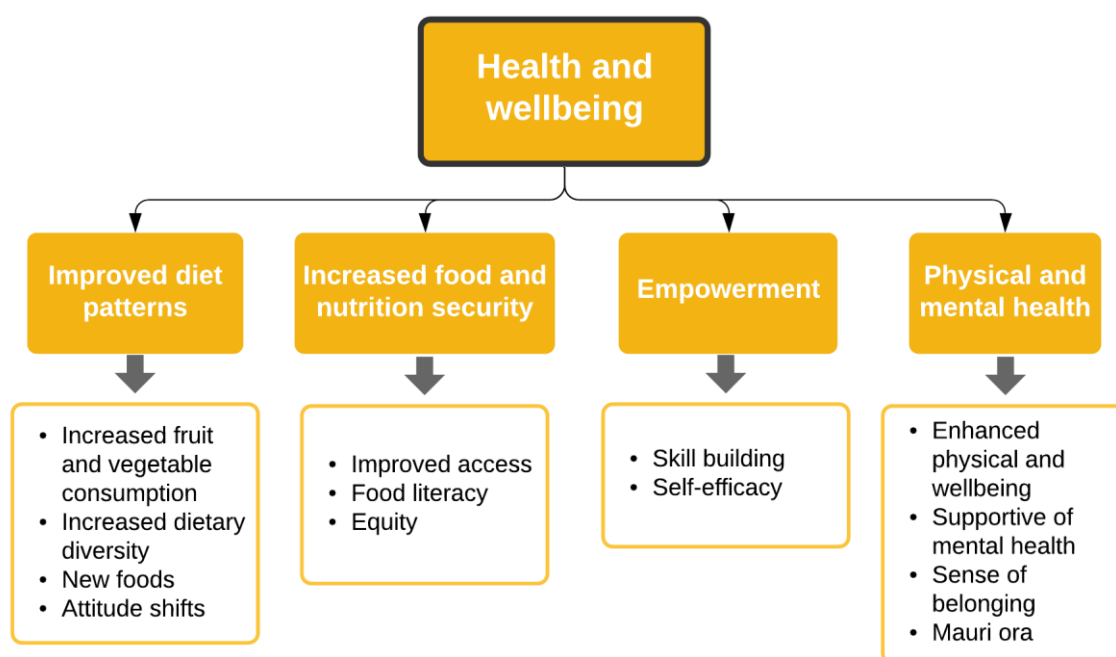 Health and
wellbeing
Improved diet
patterns
Increased food and
nutrition security
Empowerment
Physical and
mental health
• Increased fruit
and vegetable
consumption
• Increased dietary
diversity
• New foods
• Attitude shifts
• Improved access
• Food literacy
• Equity
• Skill building
• Self-efficacy
• Enhanced
physical and
wellbeing
• Supportive of
mental health
• Sense of
belonging
• Mauri ora